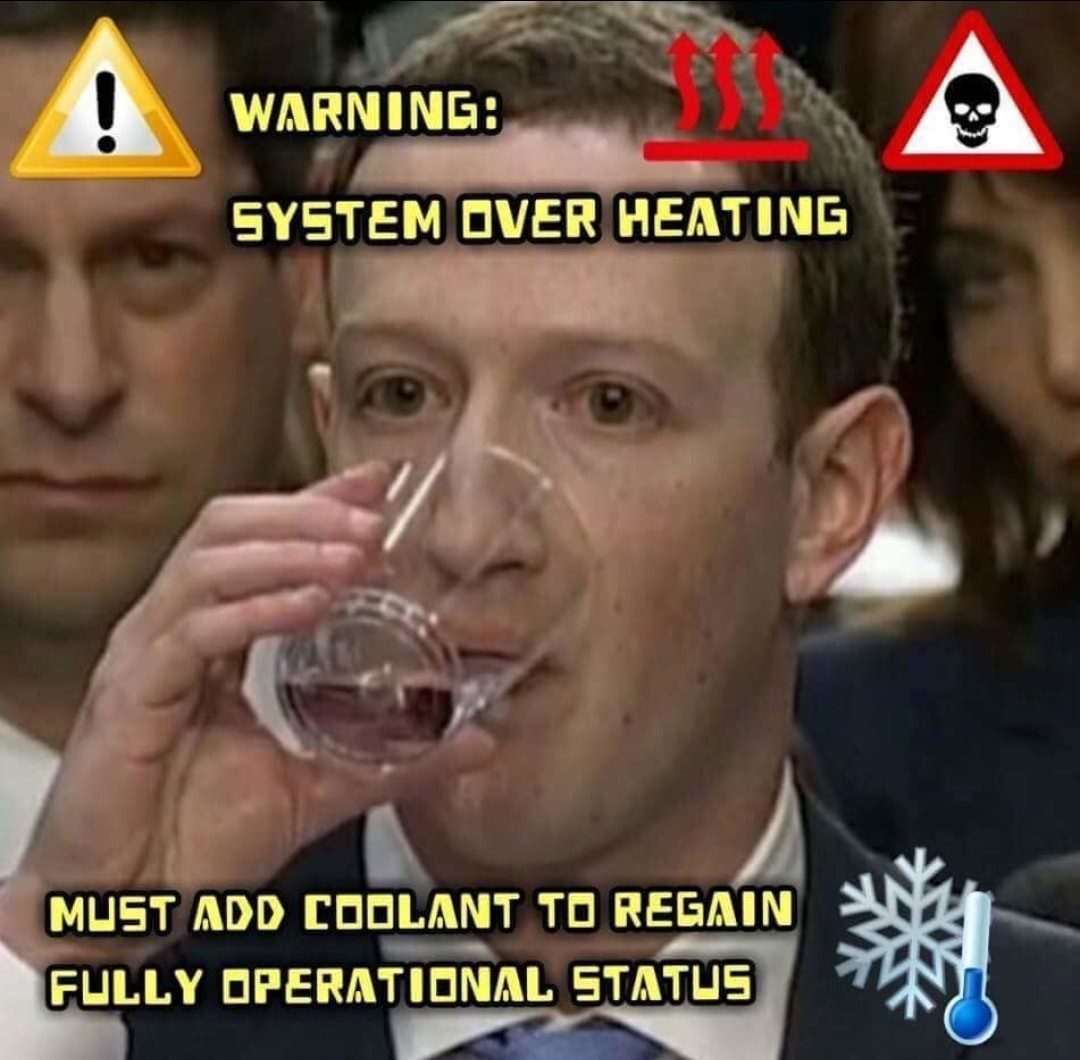 WARNING:
SYSTEM OVER HEATING
MUST ADD COOLANT TO REGAIN
FULLY OPERATIONAL STATUS